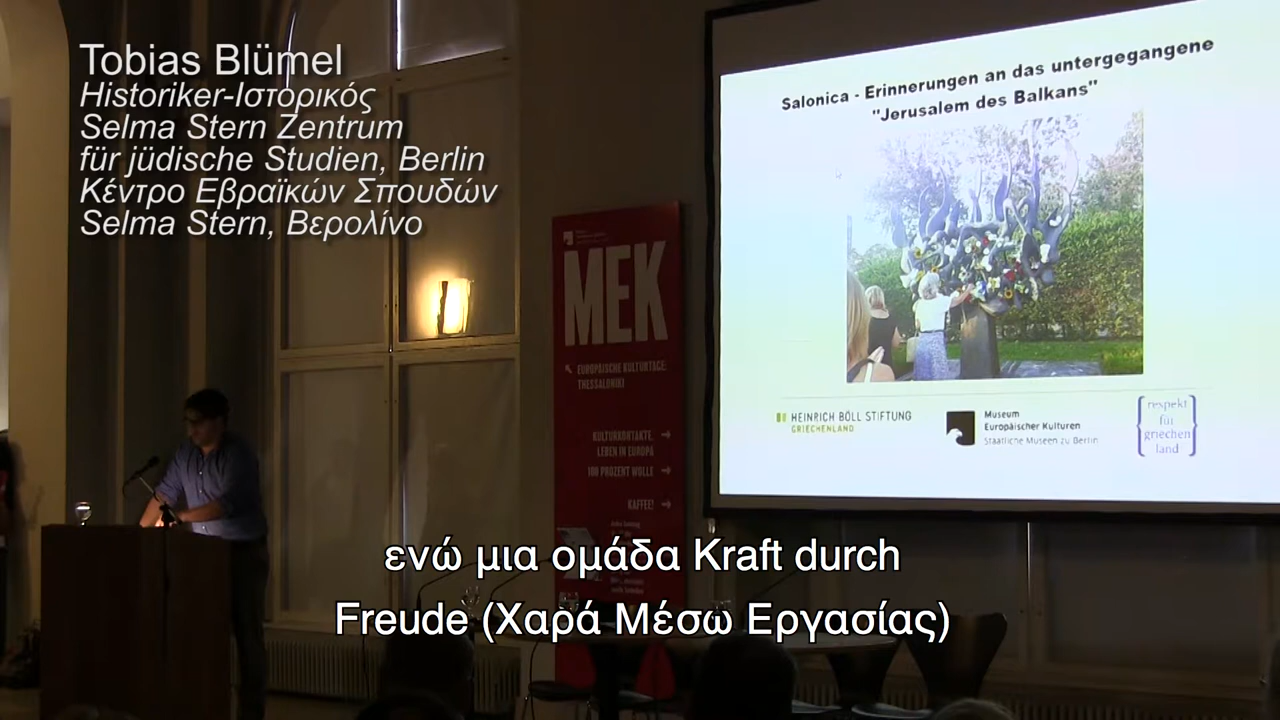 Tobias Blümel
Historiker-Ιστορικός
Selma Stern Zentrum
für jüdische Studien, Berlin
Κέντρο Εβραϊκών Σπουδών
Selma Stern, Βερολίνο
Salonica - Erinnerungen an das untergegangene
"Jerusalem des Balkans"
HEINRICH BÖLL STIFTUNG
GRIECHENLAND
Museum
Europäischer Kulturen
Staatliche Museen zu Berlin
respekt
für
griechen
land
MEK
EUROPÄISCHE KULTURTAGE:
THESSALONIKI
KULTURKONTAKTE.
LEBEN IN EUROPA
100 PROZENT WOLLE
KAFFEE!
ενώ μια ομάδα Kraft durch
Freude (Χαρά Μέσω Εργασίας)